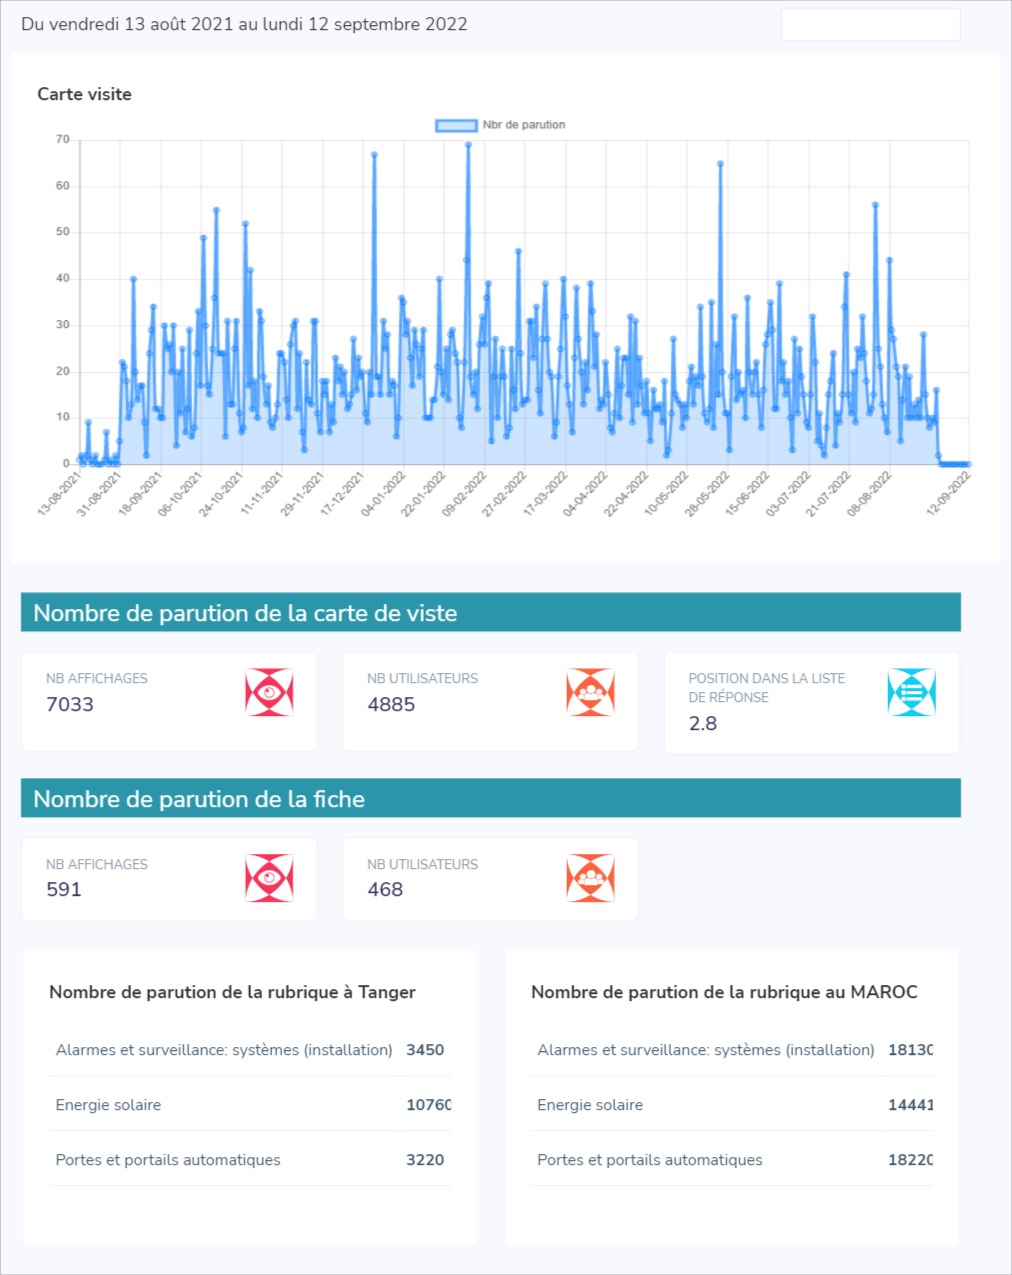 Du vendredi 13 août 2021 au lundi 12 septembre 2022
Carte visite
Nbr de parution
70
60
50
40
30
20
10
0
13-08-2021
31-08-2021
18-09-2021
06-10-2021
24-10-2021
11-11-2021
29-11-2021
17-12-2021
04-01-2022
22-01-2022
09-02-2022
27-02-2022
17-03-2022
04-04-2022
22-04-2022
10-05-2022
28-05-2022
15-06-2022
03-07-2022
21-07-2022
08-08-2022
12-09-2022
Nombre de parution de la carte de viste
NB AFFICHAGES
7033
NB UTILISATEURS
4885
POSITION DANS LA LISTE
DE RÉPONSE
2.8
Nombre de parution de la fiche
NB AFFICHAGES
591
NB UTILISATEURS
468
Nombre de parution de la rubrique à Tanger
Alarmes et surveillance: systèmes (installation) 3450
Energie solaire 10760
Portes et portails automatiques 3220
Nombre de parution de la rubrique au MAROC
Alarmes et surveillance: systèmes (installation) 18130
Energie solaire 14441
Portes et portails automatiques 18220